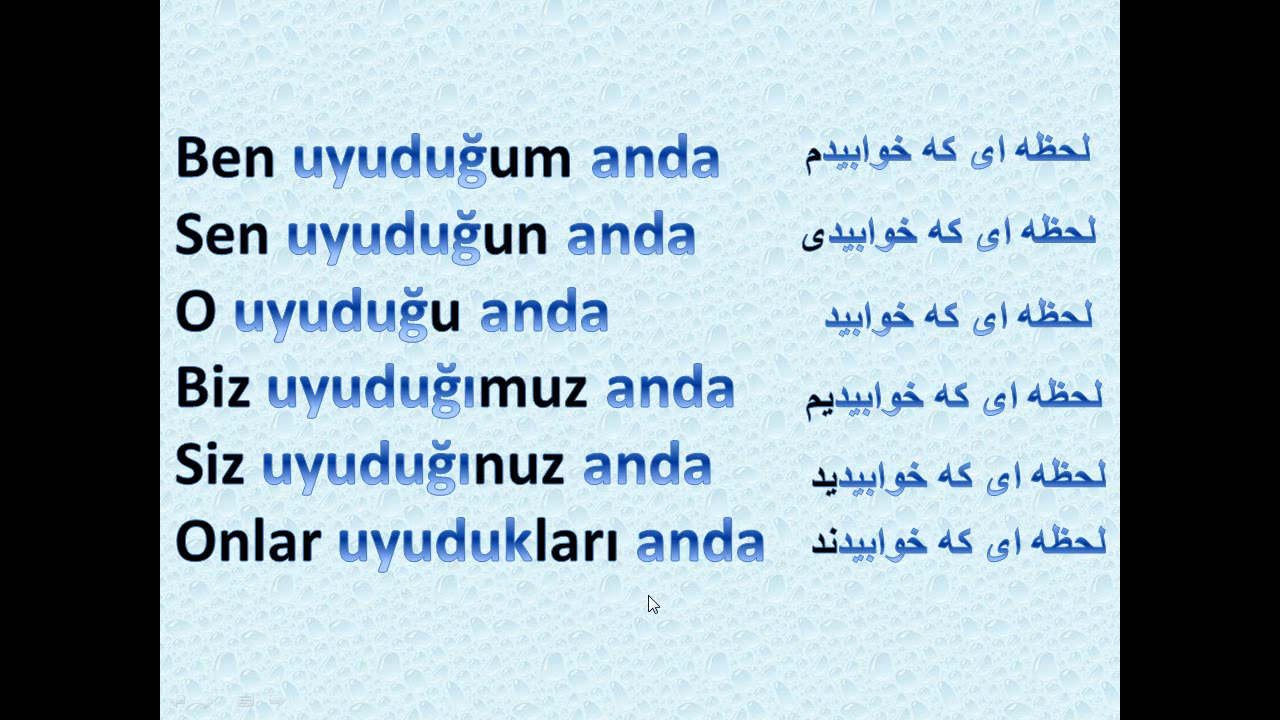 Ben uyuduğum anda لحظه ای که خوابیدم
Sen uyuduğun anda لحظه ای که خوابیدی
O uyuduğu anda لحظه ای که خوابید
Biz uyuduğımuz anda لحظه ای که خوابیدیم
Siz uyuduğınuz anda لحظه ای که خوابیدید
Onlar uyudukları anda لحظه ای که خوابیدند